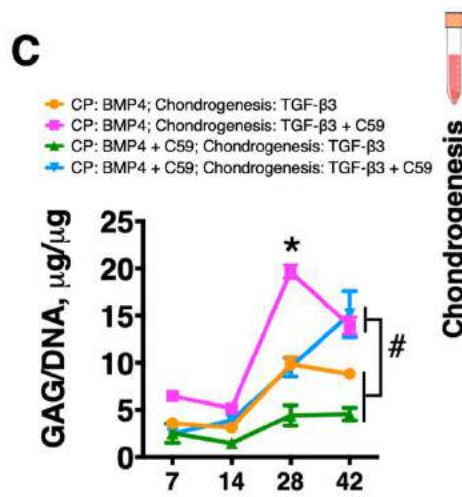 C
CP: BMP4; Chondrogenesis: TGF-β3
CP: BMP4; Chondrogenesis: TGF-β3 + C59
CP: BMP4 + C59; Chondrogenesis: TGF-β3
CP: BMP4 + C59; Chondrogenesis: TGF-β3 + C59
GAG/DNA, μg/μg
25
20
15
10
5
0
*
#
7 14 28 42
Chondrogenesis